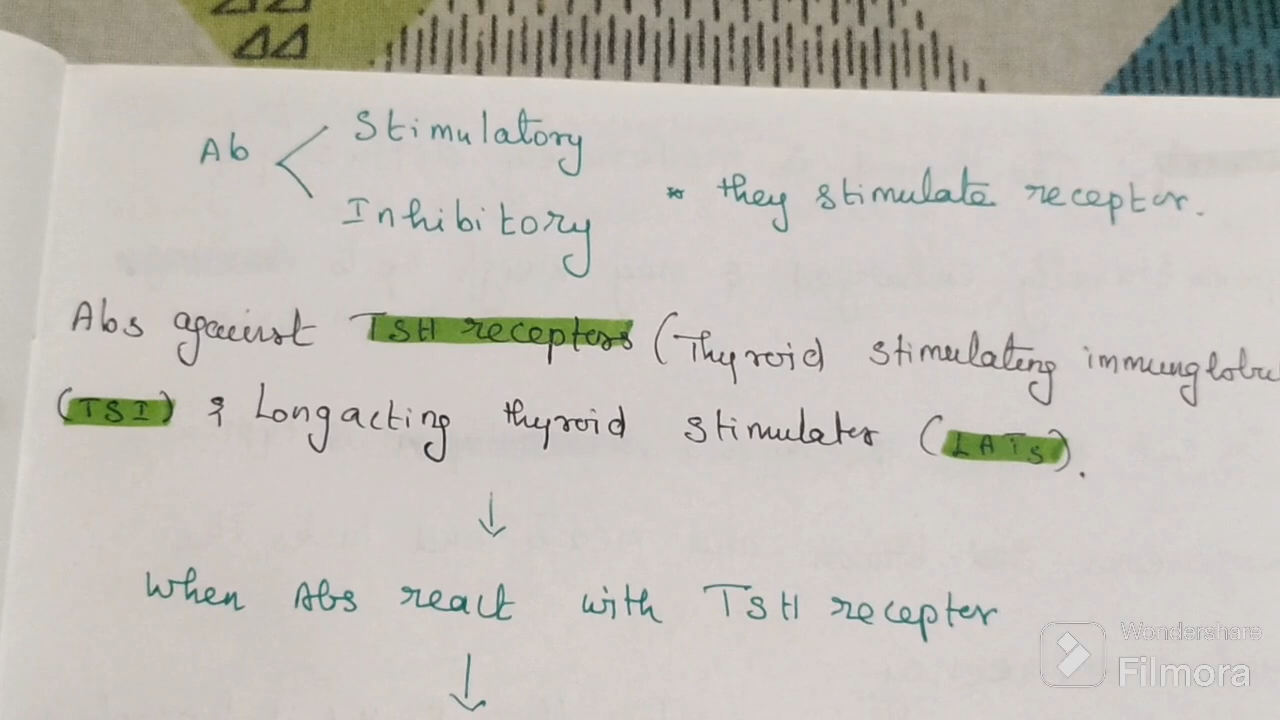 Stimulatory
Ab
Inhibitory
* they stimulate receptor.
Abs against TSH receptors (Thyroid stimulating immunglobu
(TSI) & Longacting thyroid stimulater (LATS).
↓
When Abs react with TSH recepter
↓
Wondershare
Filmora